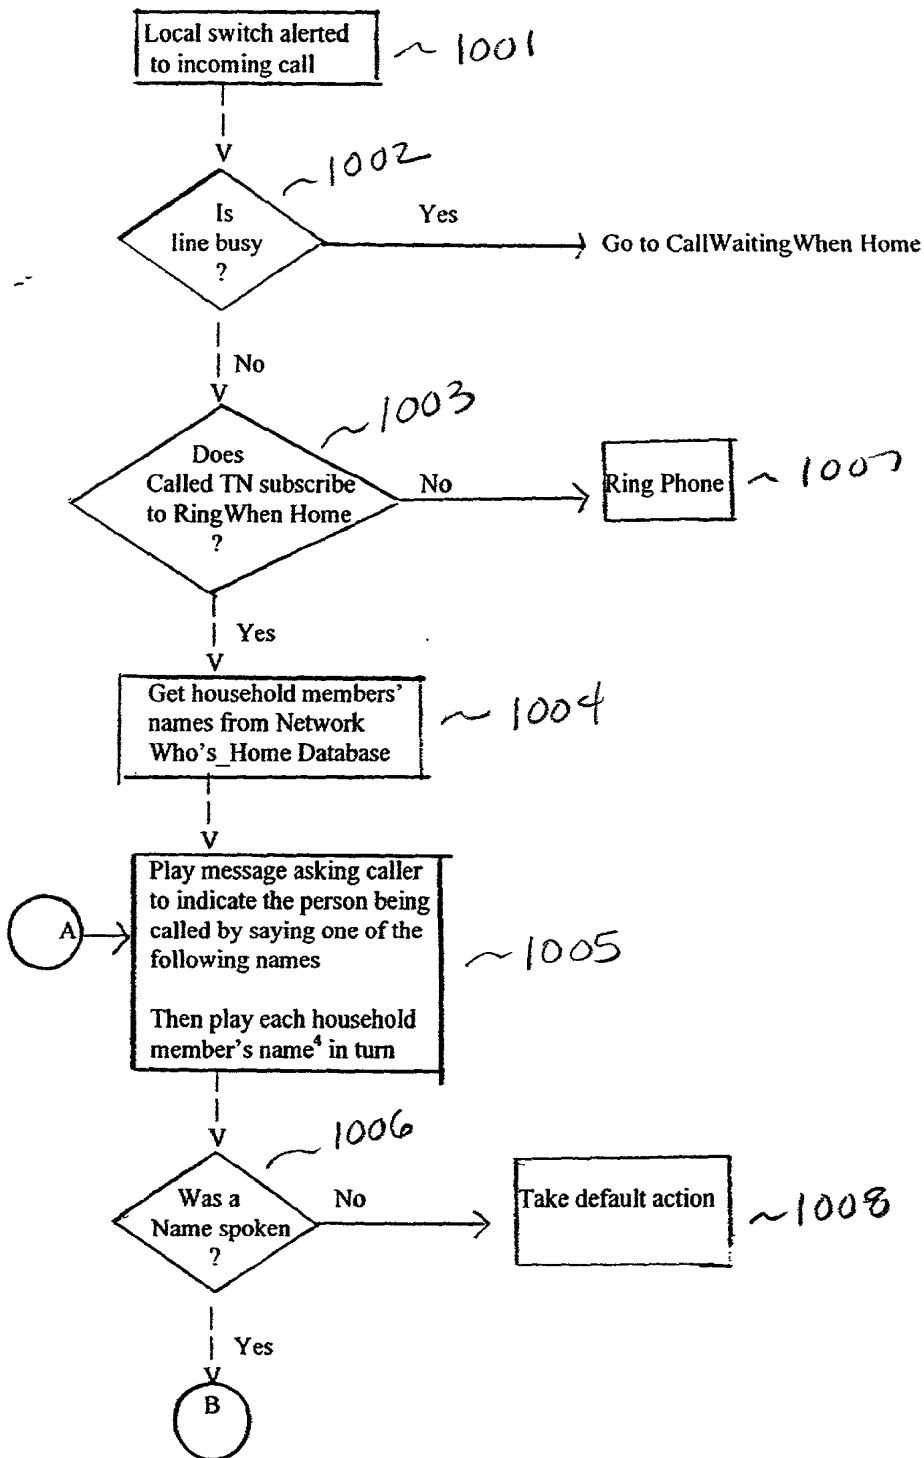 Local switch alerted
to incoming call
~ 1001
V
~ 1002
Is
line busy
?
Yes
Go to CallWaitingWhen Home
No
V
~ 1003
Does
Called TN subscribe
to RingWhen Home
?
No
Ring Phone
~ 1007
Yes
V
Get household members'
names from Network
Who's_Home Database
~ 1004
V
Play message asking caller
to indicate the person being
called by saying one of the
following names
A
~ 1005
Then play each household
member's name⁴ in turn
V
~ 1006
Was a
Name spoken
?
No
Take default action
~ 1008
Yes
V
B